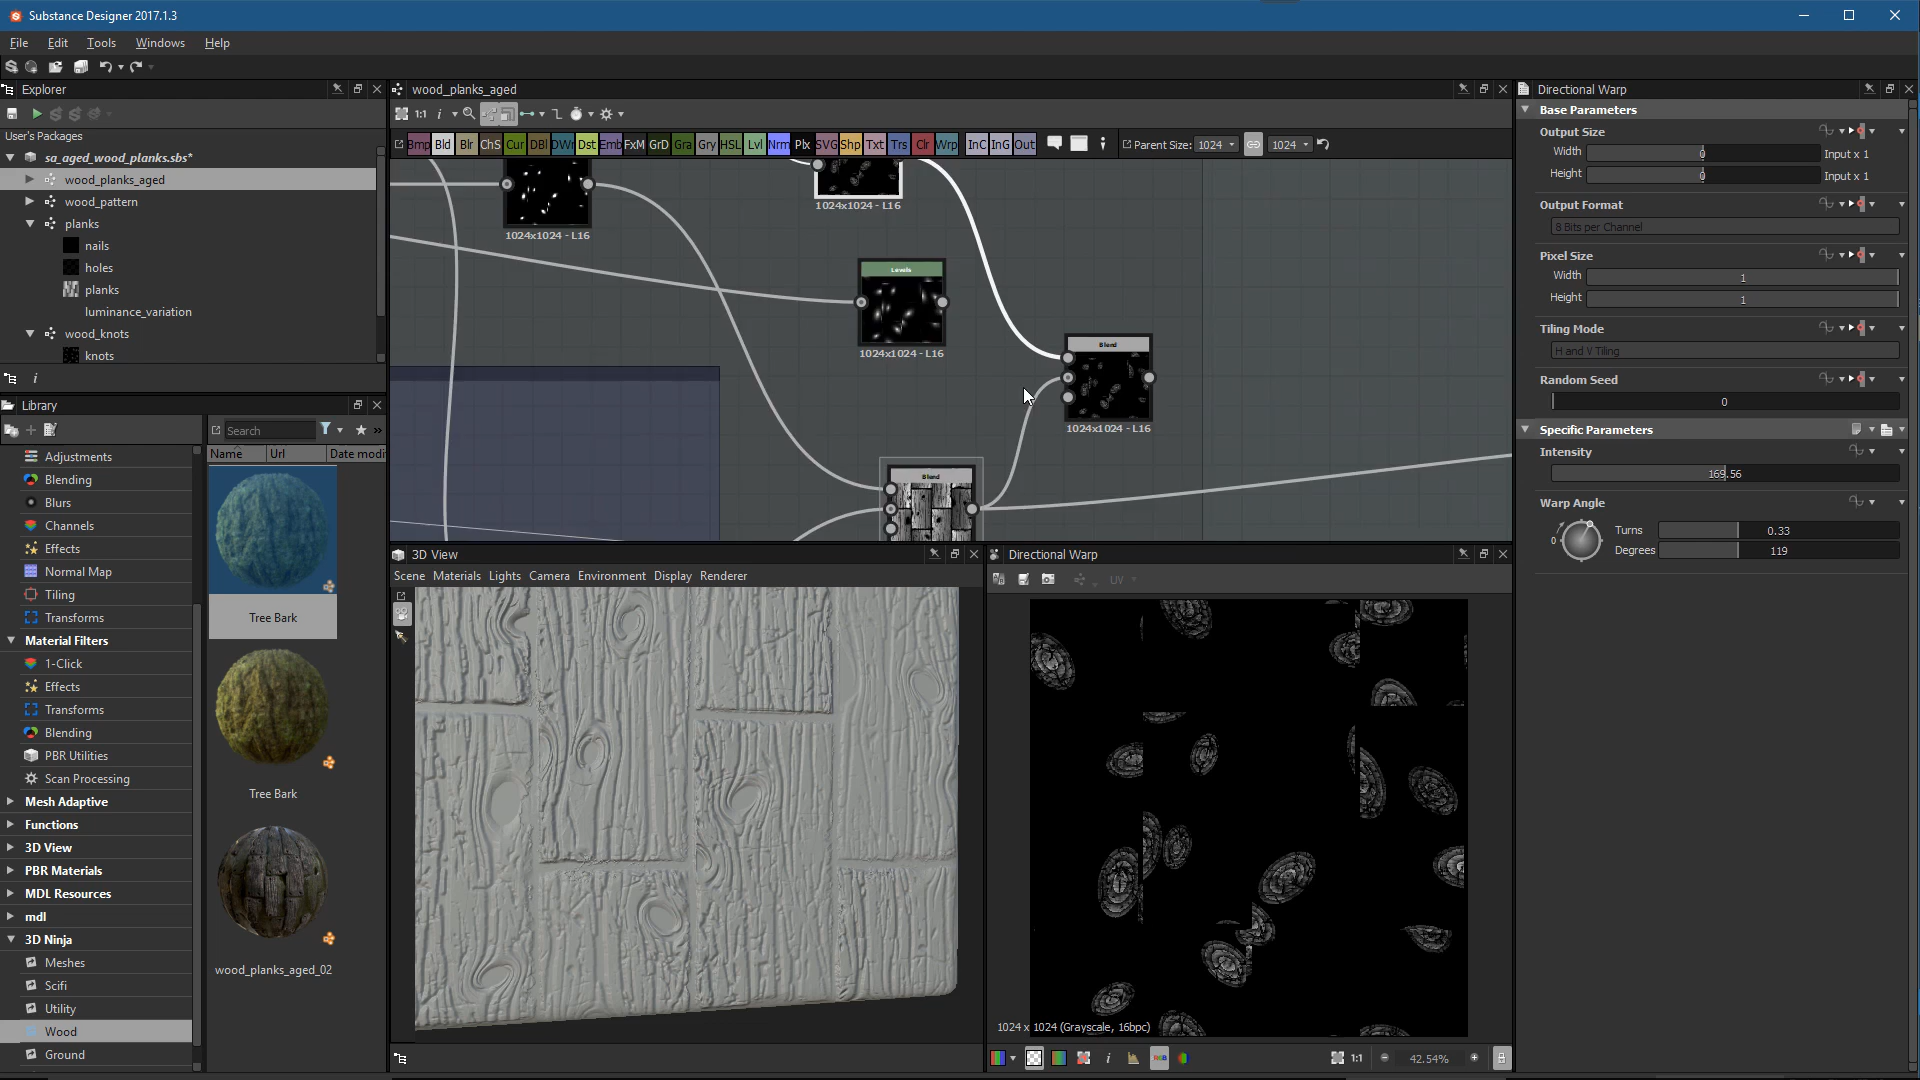 Substance Designer 2017.1.3
File Edit Tools Windows Help
Explorer
User's Packages
sa_aged_wood_planks.sbs*
wood_planks_aged
wood_pattern
planks
nails
holes
planks
luminance_variation
wood_knots
knots
Library
Search
Name Url Date modi
Adjustments
Blending
Blurs
Channels
Effects
Normal Map
Tiling
Transforms
Material Filters
1-Click
Effects
Transforms
Blending
PBR Utilities
Scan Processing
Mesh Adaptive
Functions
3D View
PBR Materials
MDL Resources
mdl
3D Ninja
Meshes
Scifi
Utility
Wood
Ground
Tree Bark
Tree Bark
wood_planks_aged_02
wood_planks_aged
1:1
Bmp Bld Blr ChS Cur DBl DWr Dst Emb FxM GrD Gra Gry HSL Lvl Nrm Plx SVG Shp Txt Trs Clr Wrp InC InG Out
Parent Size: 1024 1024
1024x1024 - L16
1024x1024 - L16
Levels
1024x1024 - L16
Blend
1024x1024 - L16
Blend
3D View
Scene Materials Lights Camera Environment Display Renderer
Directional Warp
UV
1024 x 1024 (Grayscale, 16bpc)
RGB
1:1
42.54%
Directional Warp
Base Parameters
Output Size
Width 0 Input x 1
Height 0 Input x 1
Output Format
8 Bits per Channel
Pixel Size
Width 1
Height 1
Tiling Mode
H and V Tiling
Random Seed
0
Specific Parameters
Intensity
169.56
Warp Angle
0
Turns 0.33
Degrees 119